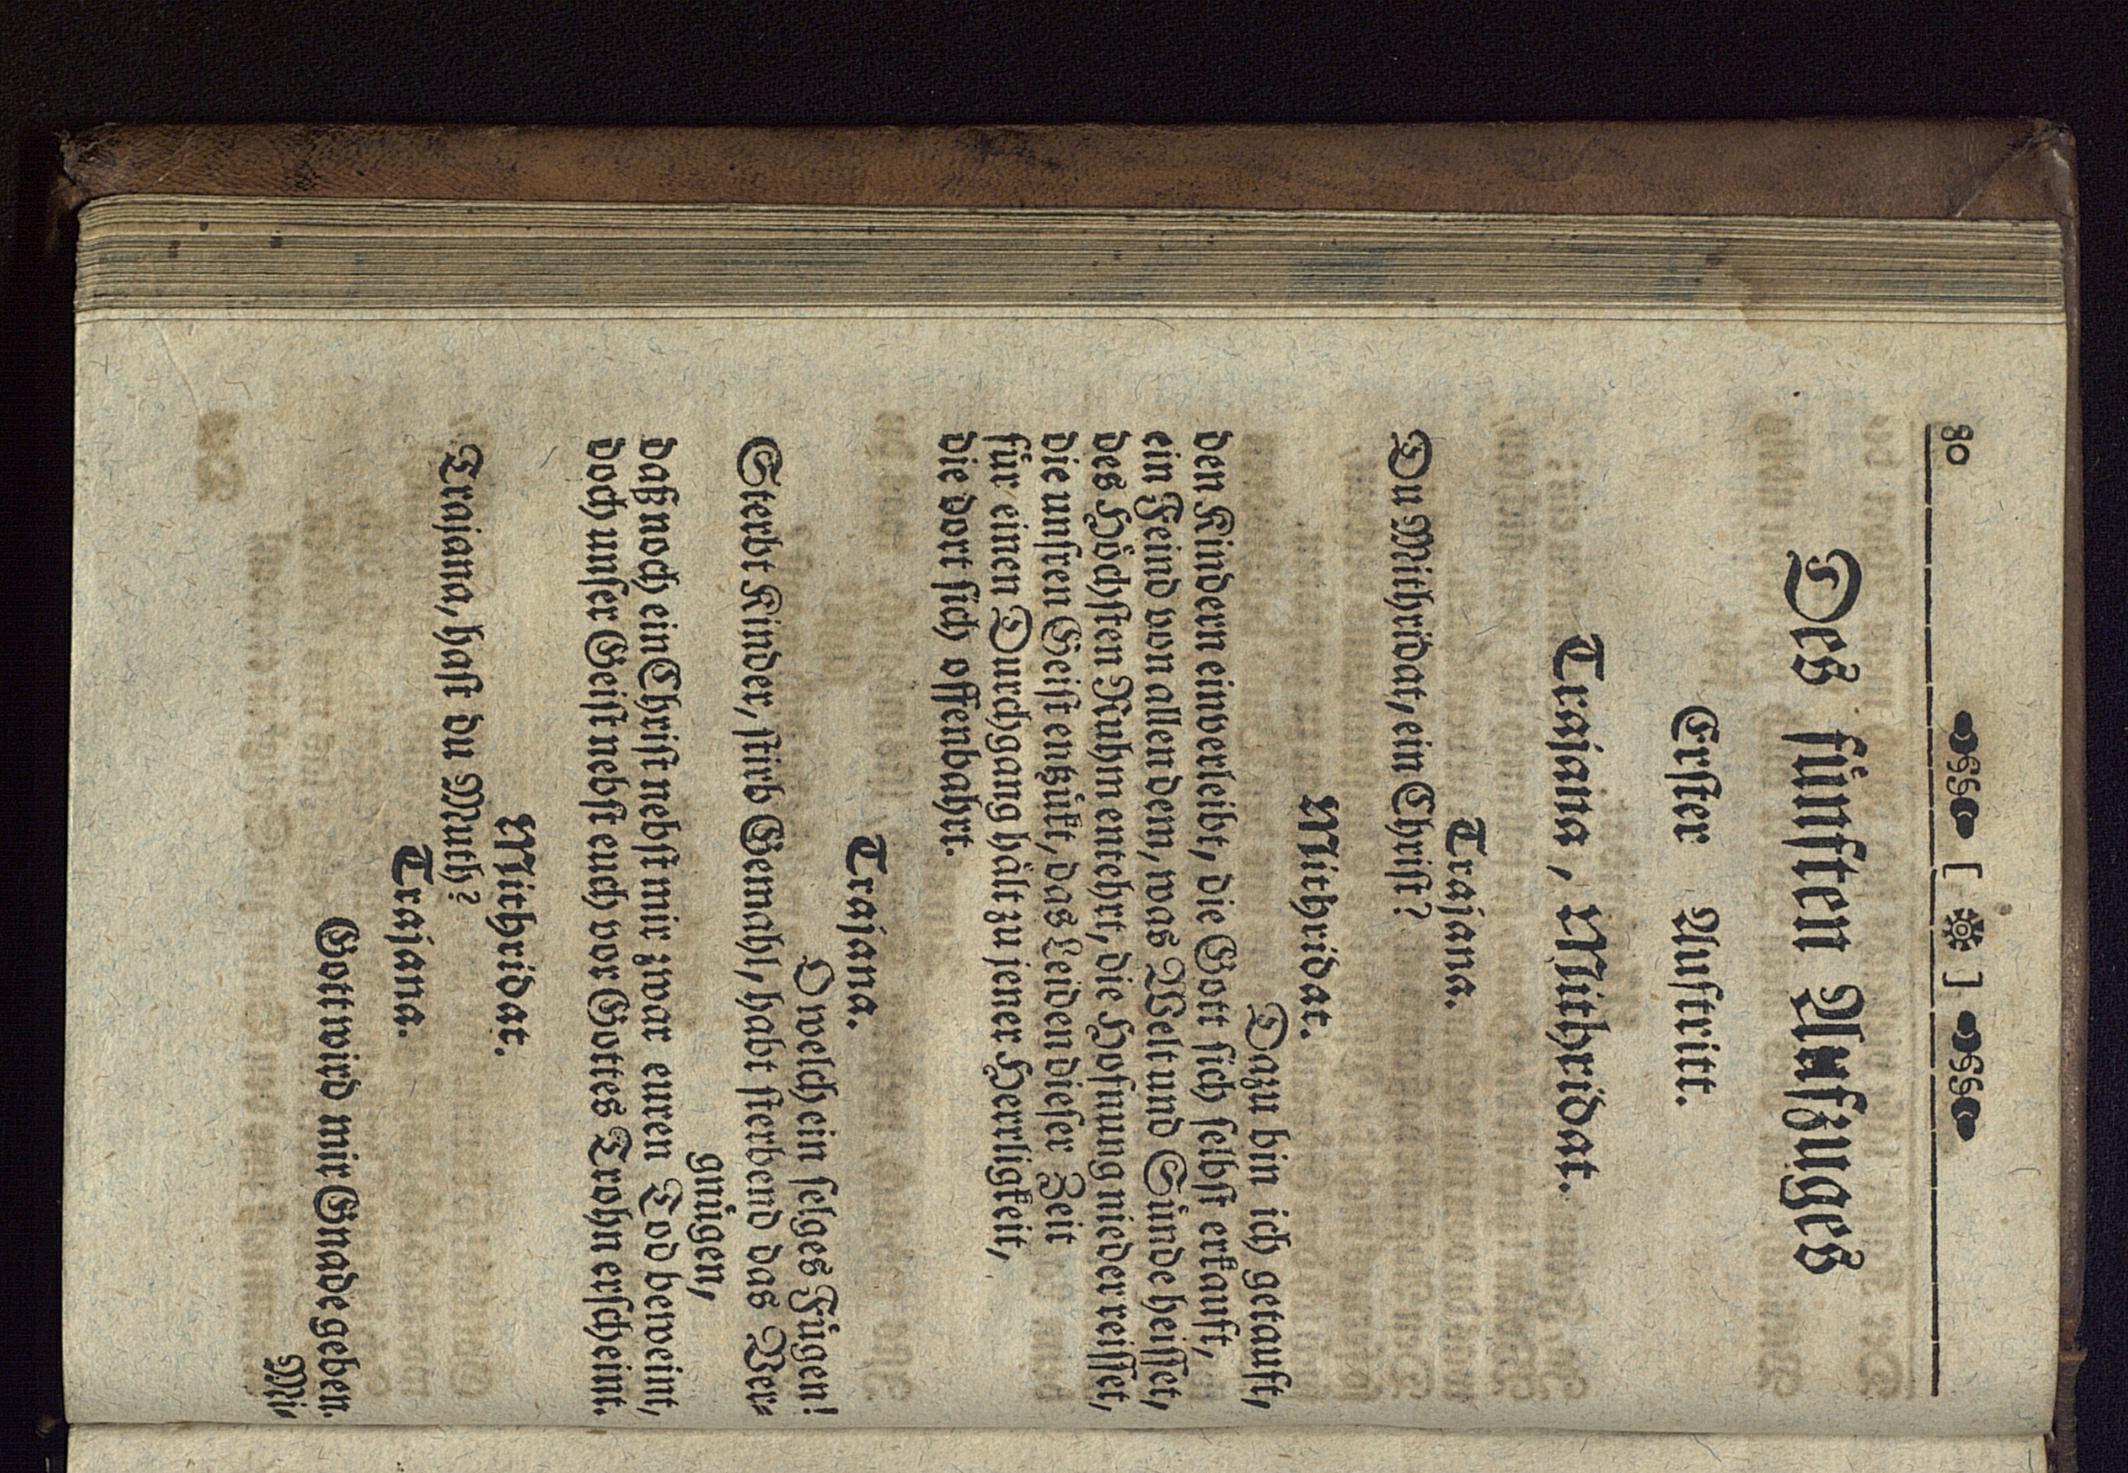 80
Des fünften Aufzuges
Erster Auftritt.
Trajana, Mithridat.
Trajana.
Du Mithridat, ein Christ?
Mithridat.
Dazu bin ich getauft,
den Kindern einverleibt, die Gott sich selbst erkauft,
ein Feind von allen dem, was Welt und Sünde heisset,
des Höchsten Ruhm entehrt, die Hofnung nieder reisset,
die unsren Geist entzükt, das Leiden dieser Zeit
für einen Durchgang hält zu jener Herrligkeit,
die dort sich offenbahrt.
Trajana.
O welch ein selges Fügen!
Sterbt Kinder, stirb Gemahl, habt sterbend das Ver-
gnügen,
daß noch ein Christ nebst mir zwar euren Tod beweint,
doch unser Geist nebst euch vor Gottes Trohn erscheint.
Mithridat.
Trajana, hast du Muth?
Trajana.
Gott wird mir Gnade geben.
Mit-